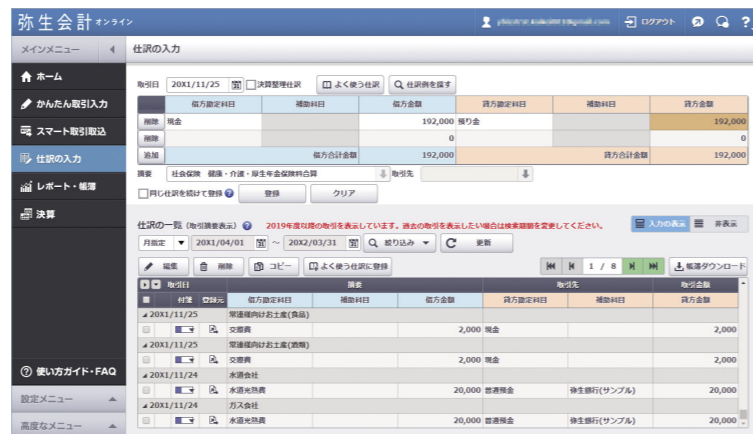 弥生会計 オンライン
ログアウト
メインメニュー
仕訳の入力
ホーム
かんたん取引入力
スマート取引取込
仕訳の入力
レポート・帳簿
決算
使い方ガイド・FAQ
設定メニュー
高度なメニュー
取引日 20X1/11/25 決算整理仕訳 よく使う仕訳 仕訳例を探す
借方勘定科目 補助科目 借方金額 貸方勘定科目 補助科目 貸方金額
削除 現金 192,000 預り金 192,000
削除 0 0
追加 借方合計金額 192,000 貸方合計金額 192,000
摘要 社会保険 健康・介護・厚生年金保険料合算 取引先
同じ仕訳を続けて登録 登録 クリア
仕訳の一覧 (取引摘要表示) 2019年度以降の取引を表示しています。過去の取引を表示したい場合は検索期間を変更してください。 入力の表示 非表示
月指定 20X1/04/01 ～ 20X2/03/31 絞り込み 更新
編集 削除 コピー よく使う仕訳に登録 1 / 8 帳簿ダウンロード
取引日 摘要 取引先 取引金額
付箋 登録元 借方勘定科目 補助科目 借方金額 貸方勘定科目 補助科目 貸方金額
20X1/11/25 常連様向けお土産(食品)
交際費 2,000 現金 2,000
20X1/11/25 常連様向けお土産(酒類)
交際費 2,000 現金 2,000
20X1/11/24 水道会社
水道光熱費 20,000 普通預金 弥生銀行(サンプル) 20,000
20X1/11/24 ガス会社
水道光熱費 20,000 普通預金 弥生銀行(サンプル) 20,000